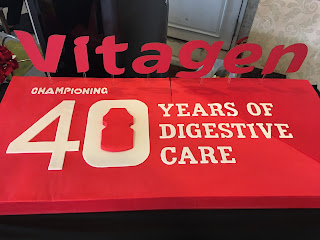 Vitagen
CHAMPIONING
40 YEARS OF
DIGESTIVE
CARE